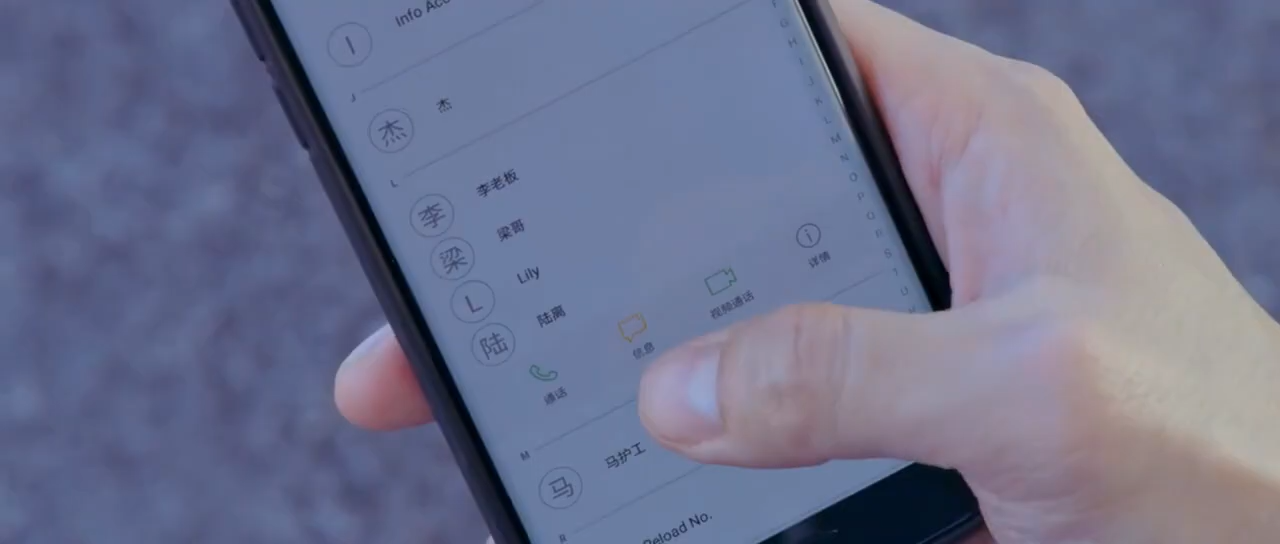 I Info Acc
J
杰 杰
L
李 李老板
梁 梁哥
L Lily
陆 陆离
通话 信息 视频通话 详情
M
马 马护工
R
Reload No.
G
H
I
J
K
L
M
N
O
P
Q
R
S
T
U